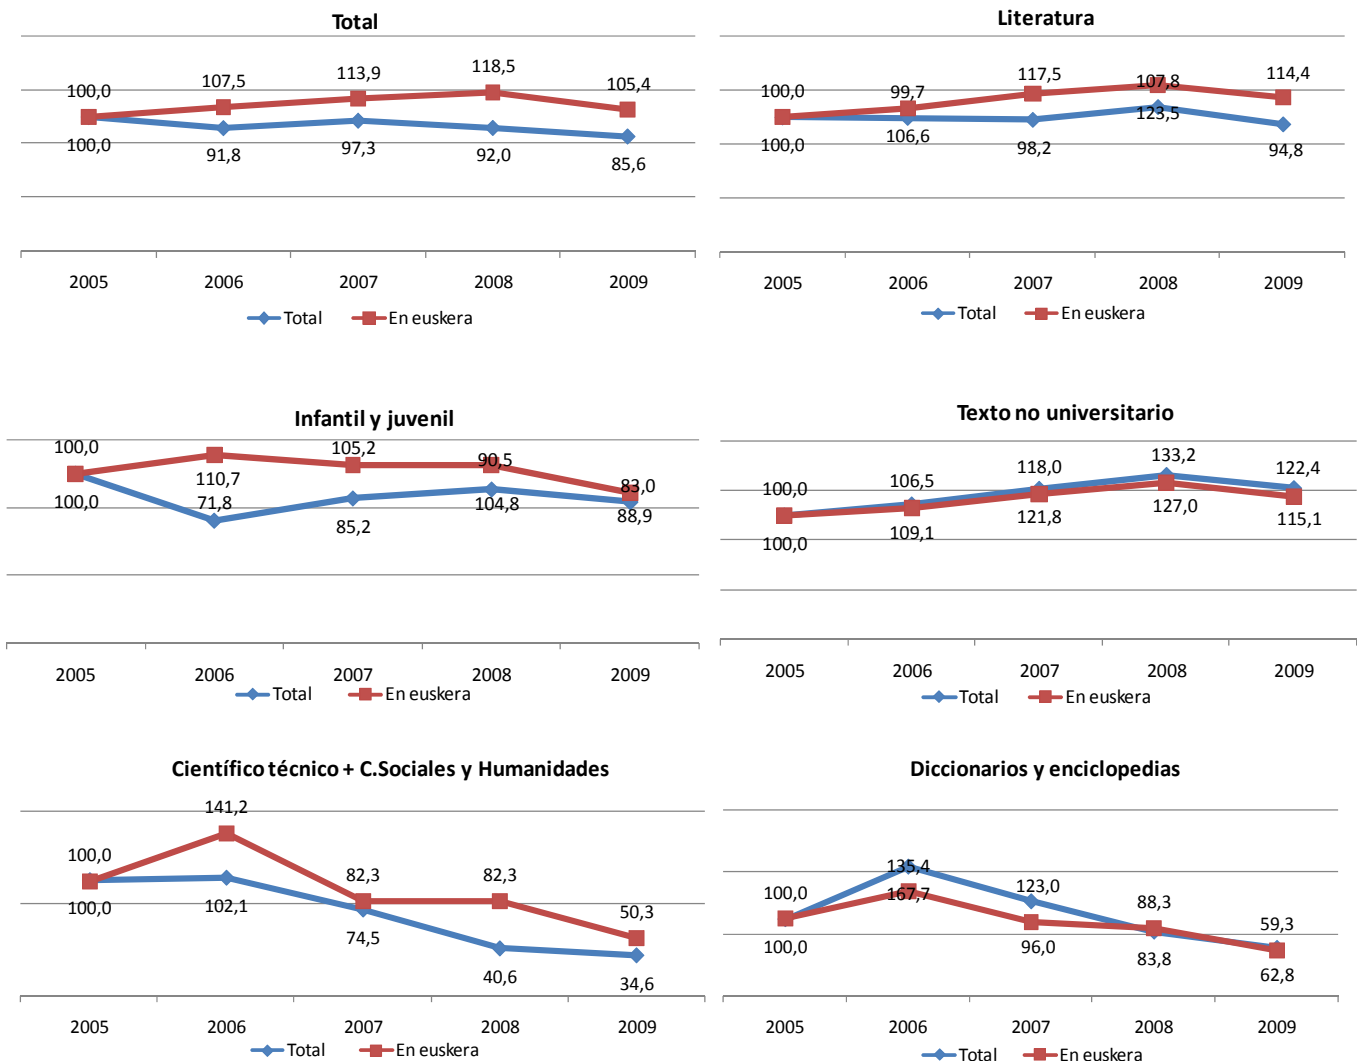 Total
100,0 107,5 113,9 118,5 105,4
100,0 91,8 97,3 92,0 85,6
2005 2006 2007 2008 2009
Total En euskera
Literatura
100,0 99,7 117,5 107,8 114,4
100,0 106,6 98,2 123,5 94,8
2005 2006 2007 2008 2009
Total En euskera
Infantil y juvenil
100,0 110,7 105,2 90,5 83,0
100,0 71,8 85,2 104,8 88,9
2005 2006 2007 2008 2009
Total En euskera
Texto no universitario
100,0 106,5 118,0 133,2 122,4
100,0 109,1 121,8 127,0 115,1
2005 2006 2007 2008 2009
Total En euskera
Científico técnico + C.Sociales y Humanidades
100,0 141,2 82,3 82,3 50,3
100,0 102,1 74,5 40,6 34,6
2005 2006 2007 2008 2009
Total En euskera
Diccionarios y enciclopedias
100,0 135,4 123,0 88,3 59,3
100,0 167,7 96,0 83,8 62,8
2005 2006 2007 2008 2009
Total En euskera